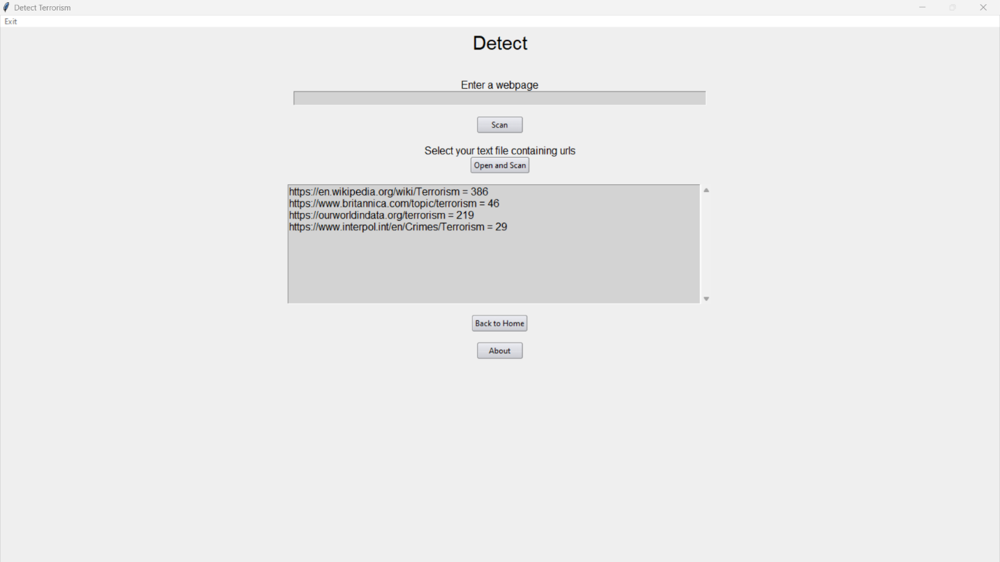 Detect Terrorism
Exit
Detect
Enter a webpage
Scan
Select your text file containing urls
Open and Scan
https://en.wikipedia.org/wiki/Terrorism = 386
https://www.britannica.com/topic/terrorism = 46
https://ourworldindata.org/terrorism = 219
https://www.interpol.int/en/Crimes/Terrorism = 29
Back to Home
About